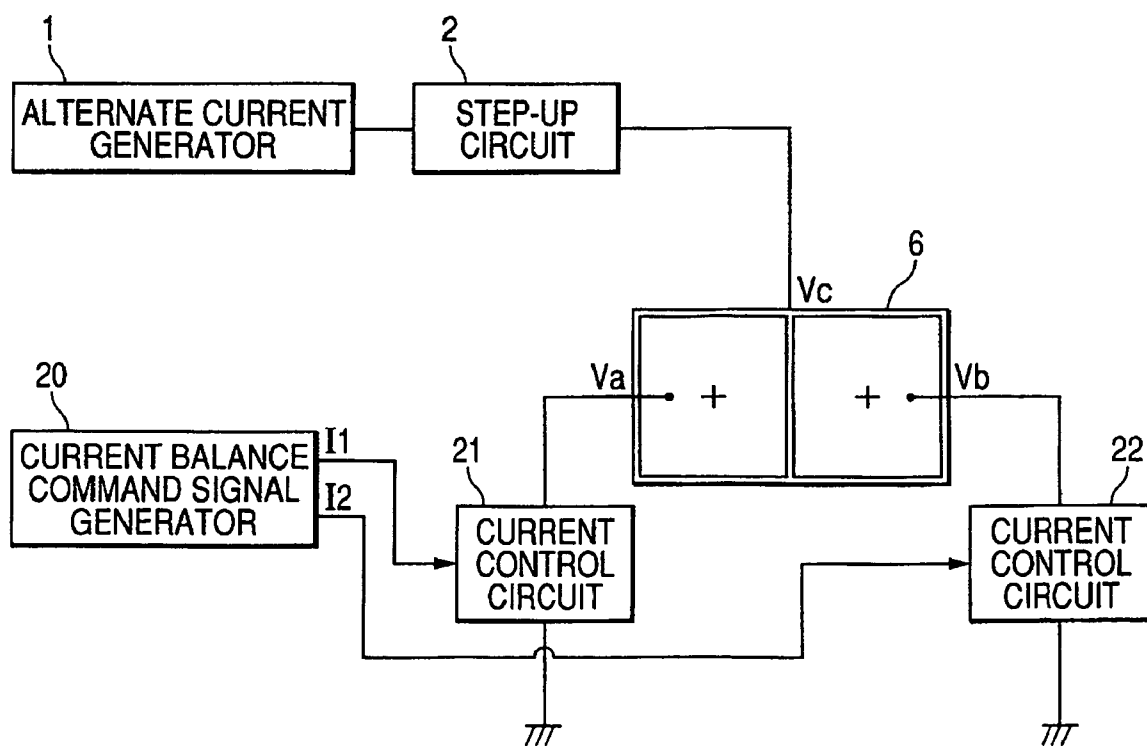 1
2
ALTERNATE CURRENT
GENERATOR
STEP-UP
CIRCUIT
6
Vc
Va
+
+
Vb
20
CURRENT BALANCE
COMMAND SIGNAL
GENERATOR
I1
I2
21
CURRENT
CONTROL
CIRCUIT
22
CURRENT
CONTROL
CIRCUIT